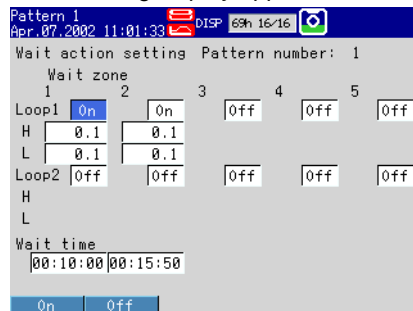 Pattern 1
Apr.07.2002 11:01:33 DISP 69h 16/16
Wait action setting Pattern number: 1
Wait zone
1 2 3 4 5
Loop1 On On Off Off Off
H 0.1 0.1
L 0.1 0.1
Loop2 Off Off Off Off Off
H
L
Wait time
00:10:00 00:15:50
On Off